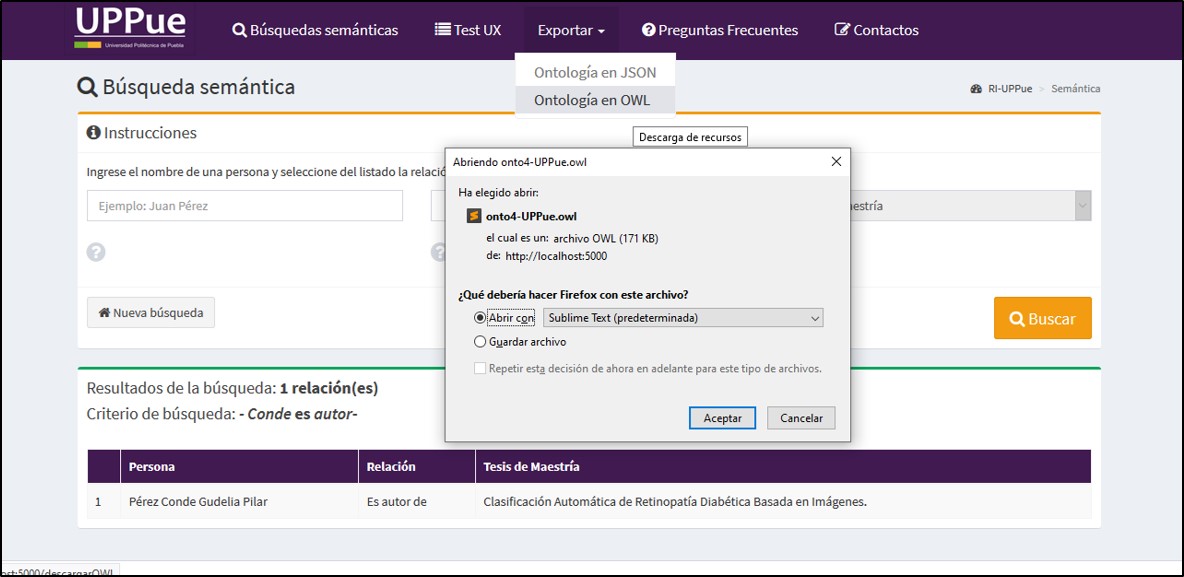 UPPue
Universidad Politécnica de Puebla
Búsquedas semánticas
Test UX
Exportar
Preguntas Frecuentes
Contactos
Ontología en JSON
Ontología en OWL
Búsqueda semántica
RI-UPPue > Semántica
Descarga de recursos
Instrucciones
Ingrese el nombre de una persona y seleccione del listado la relació
Ejemplo: Juan Pérez
estría
Nueva búsqueda
Buscar
Abriendo onto4-UPPue.owl
Ha elegido abrir:
onto4-UPPue.owl
el cual es un: archivo OWL (171 KB)
de: http://localhost:5000
¿Qué debería hacer Firefox con este archivo?
Abrir con
Sublime Text (predeterminada)
Guardar archivo
Repetir esta decisión de ahora en adelante para este tipo de archivos.
Aceptar
Cancelar
Resultados de la búsqueda: 1 relación(es)
Criterio de búsqueda: - Conde es autor-
Persona Relación Tesis de Maestría
1 Pérez Conde Gudelia Pilar Es autor de Clasificación Automática de Retinopatía Diabética Basada en Imágenes.
ost:5000/descargarOWL